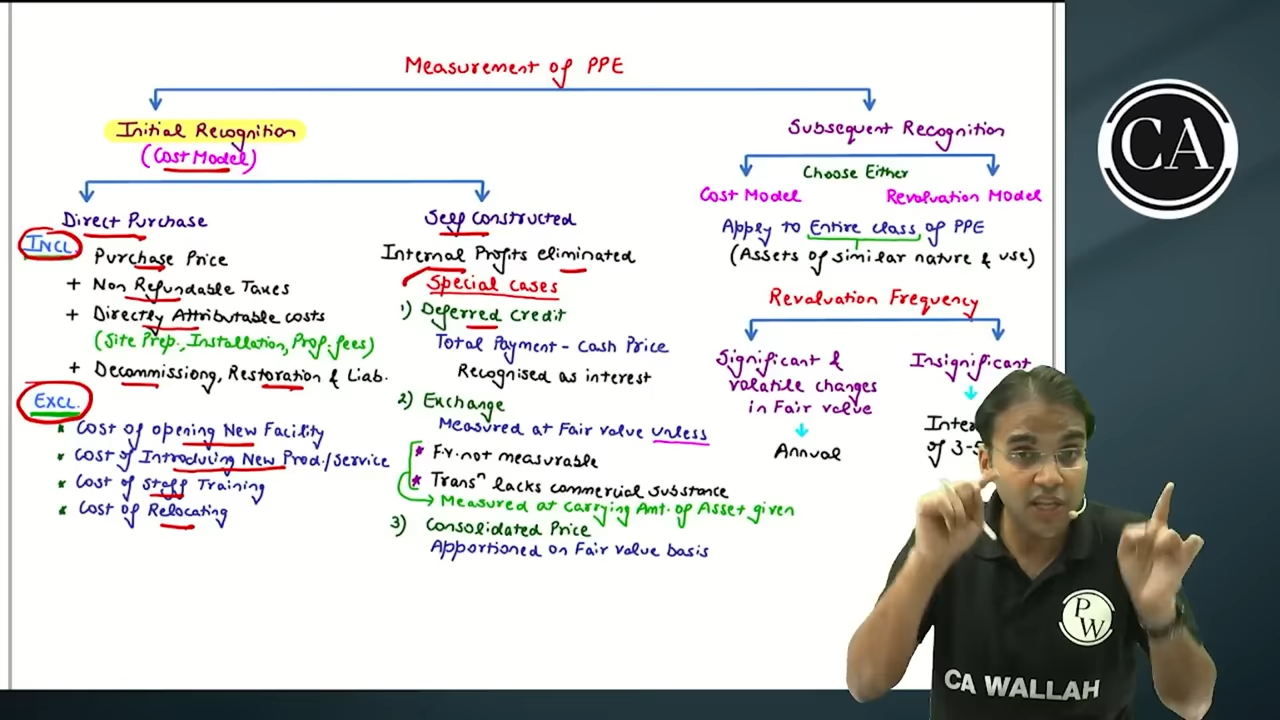 Measurement of PPE
Initial Recognition
(Cost Model)
Direct Purchase
INCL.
Purchase Price
+ Non Refundable Taxes
+ Directly Attributable costs
(Site Prep., Installation, Prof. fees)
+ Decommissiong, Restoration & Liab.
EXCL.
* Cost of opening New Facility
* Cost of Introducing New Prod./Service
* Cost of Staff Training
* Cost of Relocating
Self Constructed
Internal Profits eliminated
Special cases
1) Deferred credit
Total Payment - Cash Price
Recognised as interest
2) Exchange
Measured at Fair value unless
* F.v. not measurable
* Transⁿ lacks commercial substance
→ Measured at Carrying Amt. of Asset given
3) Consolidated Price
Apportioned on Fair value basis
Subsequent Recognition
Choose Either
Cost Model
Revaluation Model
Apply to Entire class of PPE
(Assets of similar nature & use)
Revaluation Frequency
Significant &
volatile changes
in Fair value
Annual
Insignificant
of 3-5
CA
PW
CA WALLAH